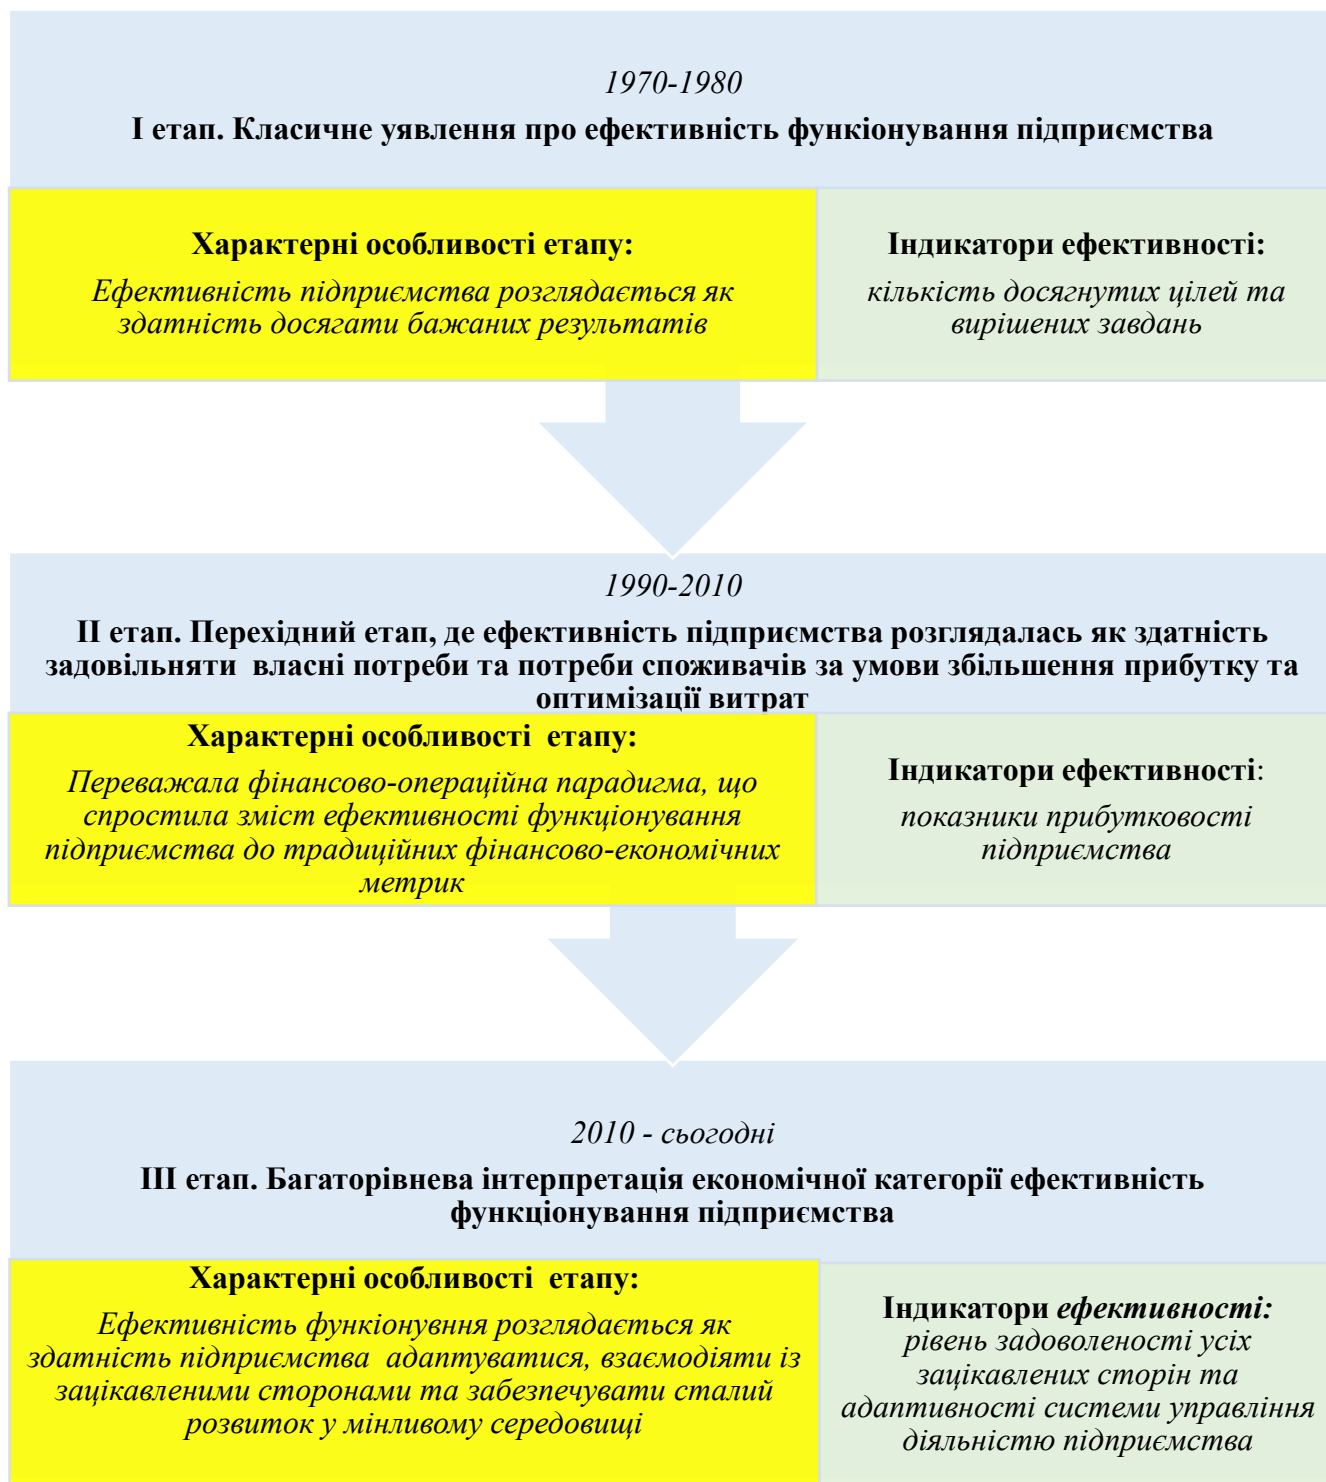 1970-1980
І етап. Класичне уявлення про ефективність функіонування підприємства
Характерні особливості етапу:
Ефективність підприємства розглядається як
здатність досягати бажаних результатів
Індикатори ефективності:
кількість досягнутих цілей та
вирішених завдань
1990-2010
ІІ етап. Перехідний етап, де ефективність підприємства розглядалась як здатність
задовільняти власні потреби та потреби споживачів за умови збільшення прибутку та
оптимізації витрат
Характерні особливості етапу:
Переважала фінансово-операційна парадигма, що
спростила зміст ефективності функціонування
підприємства до традиційних фінансово-економічних
метрик
Індикатори ефективності:
показники прибутковості
підприємства
2010 - сьогодні
ІІІ етап. Багаторівнева інтерпретація економічної категорії ефективність
функціонування підприємства
Характерні особливості етапу:
Ефективність функіонувння розглядається як
здатність підприємства адаптуватися, взаємодіяти із
зацікавленими сторонами та забезпечувати сталий
розвиток у мінливому середовищі
Індикатори ефективності:
рівень задоволеності усіх
зацікавлених сторін та
адаптивності системи управління
діяльністю підприємства